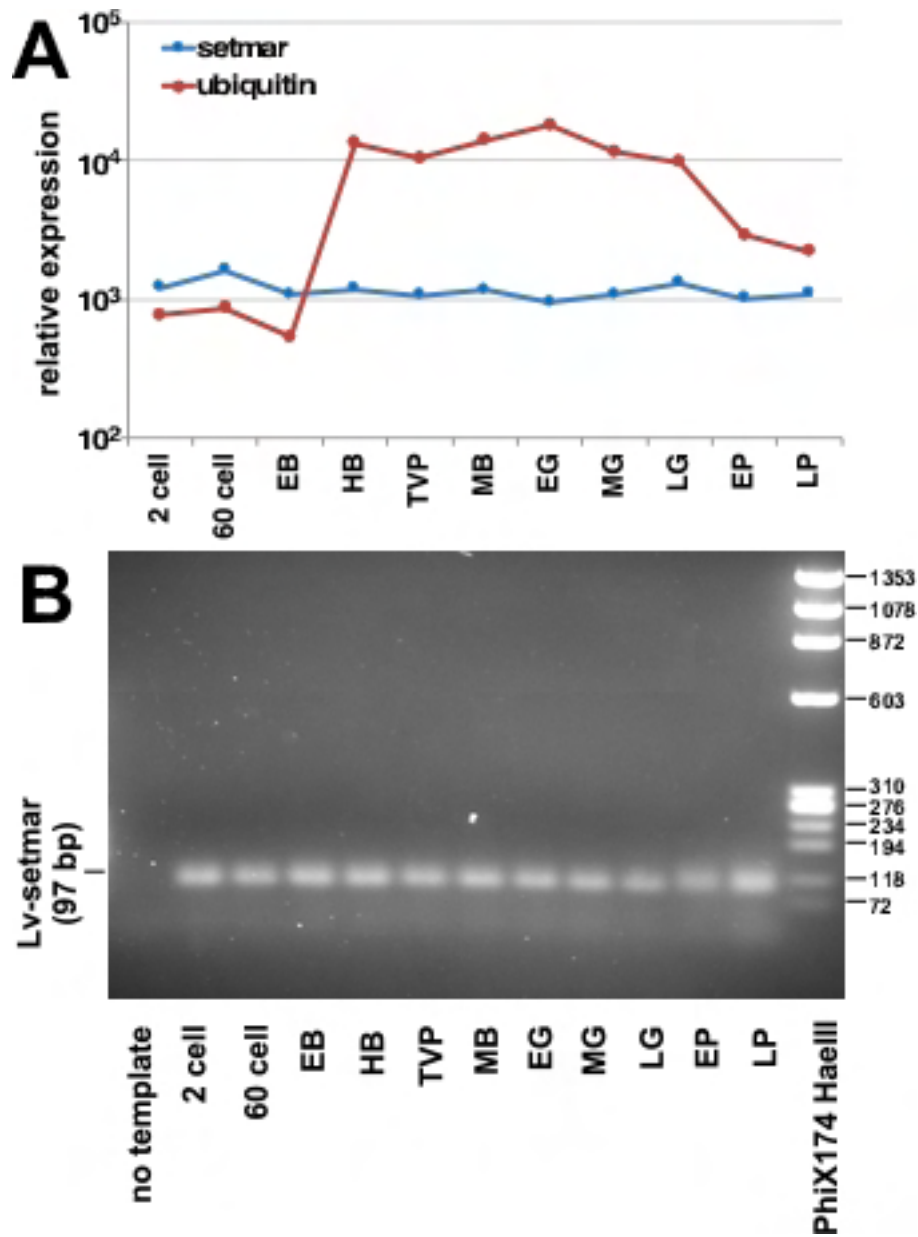 A
10⁵
setmar
ubiquitin
10⁴
10³
10²
relative expression
2 cell
60 cell
EB
HB
TVP
MB
EG
MG
LG
EP
LP
B
1353
1078
872
603
310
276
234
194
118
72
Lv-setmar
(97 bp)
no template
2 cell
60 cell
EB
HB
TVP
MB
EG
MG
LG
EP
LP
PhiX174 HaeIII